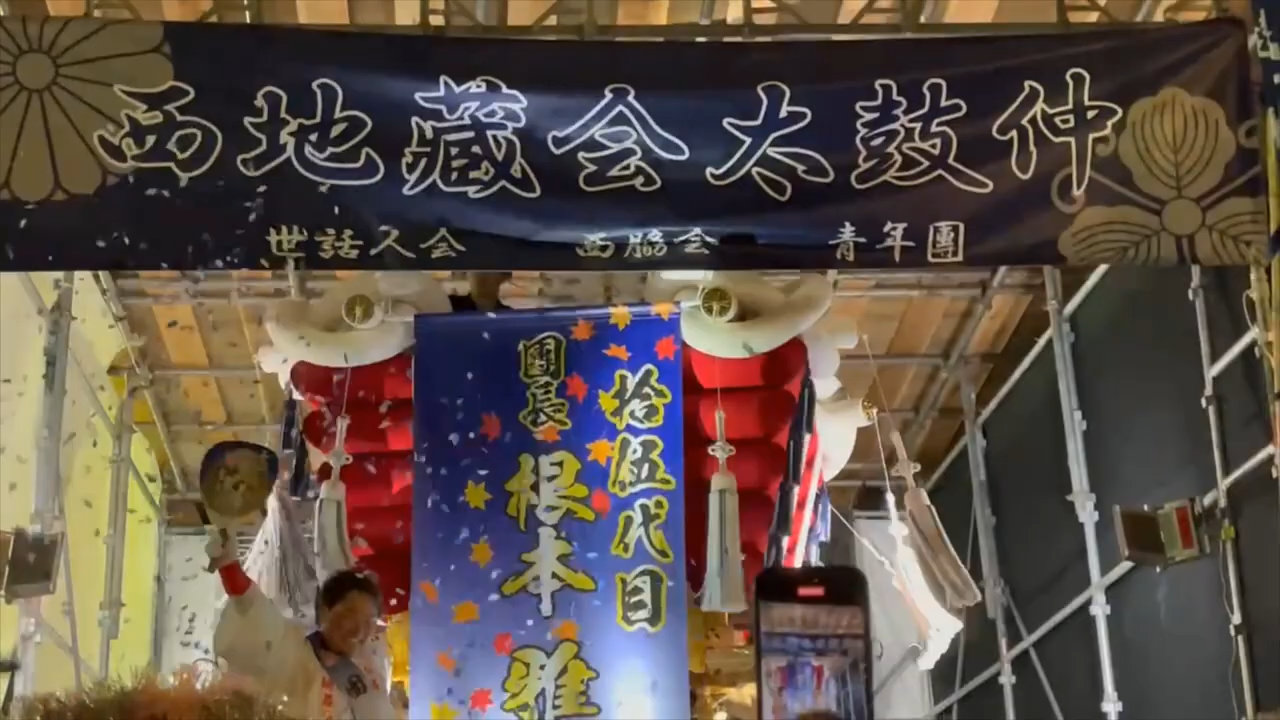 西地蔵会太鼓仲
世話人会 西脇会 青年團
拾伍代目
團長 根本 雅